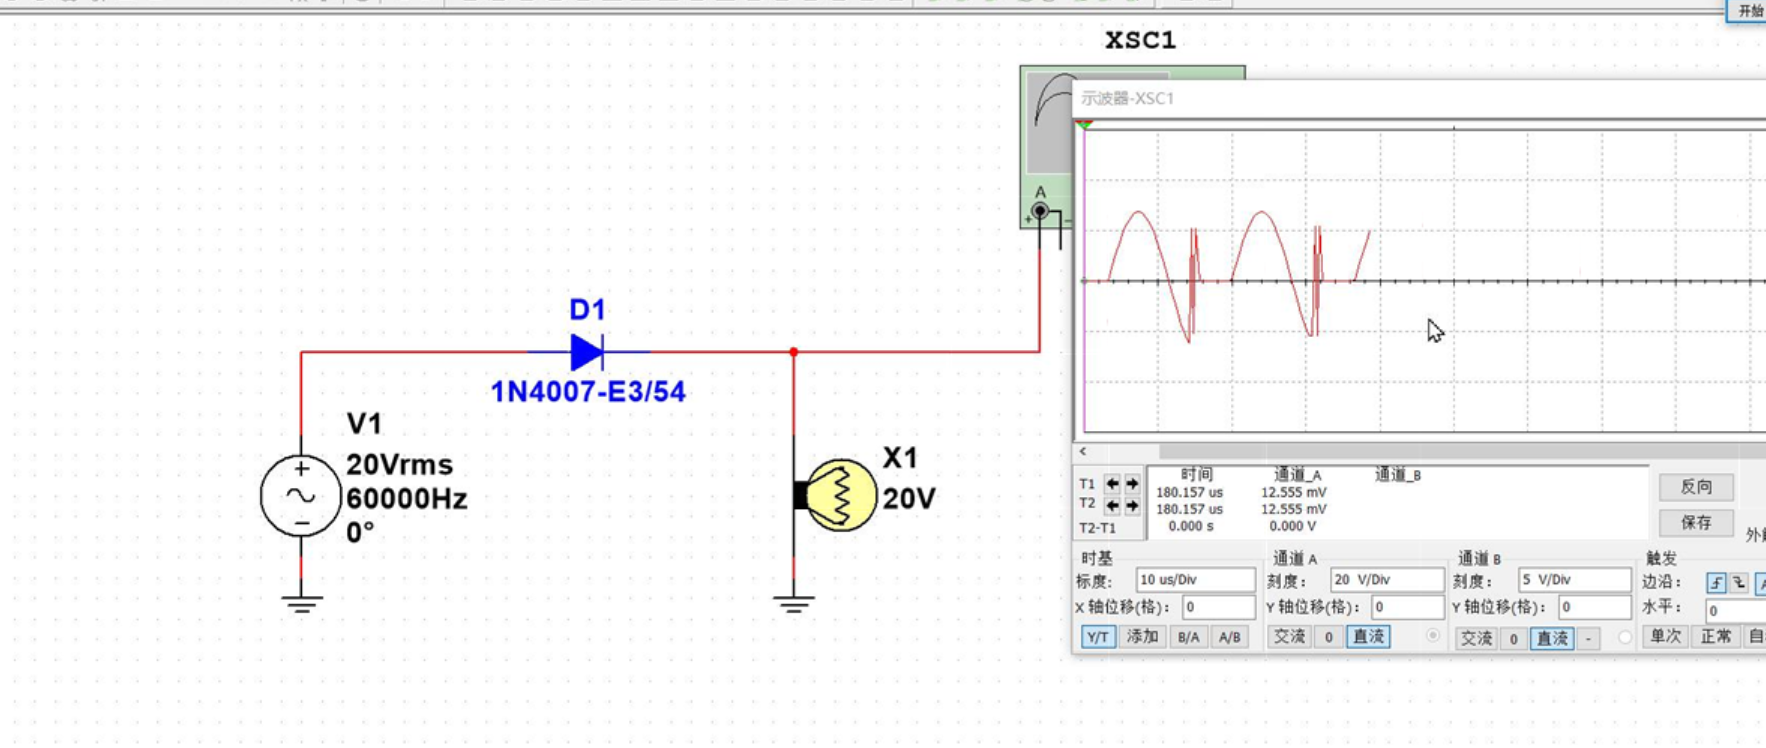 开始
XSC1
示波器-XSC1
A
+
-
D1
1N4007-E3/54
V1
20Vrms
60000Hz
0°
+
-
X1
20V
时间 通道_A 通道_B
T1 180.157 us 12.555 mV
T2 180.157 us 12.555 mV
T2-T1 0.000 s 0.000 V
反向
保存
时基
标度: 10 us/Div
X 轴位移(格): 0
Y/T 添加 B/A A/B
通道 A
刻度: 20 V/Div
Y 轴位移(格): 0
交流 0 直流
通道 B
刻度: 5 V/Div
Y 轴位移(格): 0
交流 0 直流 -
触发
边沿:
水平: 0
单次 正常